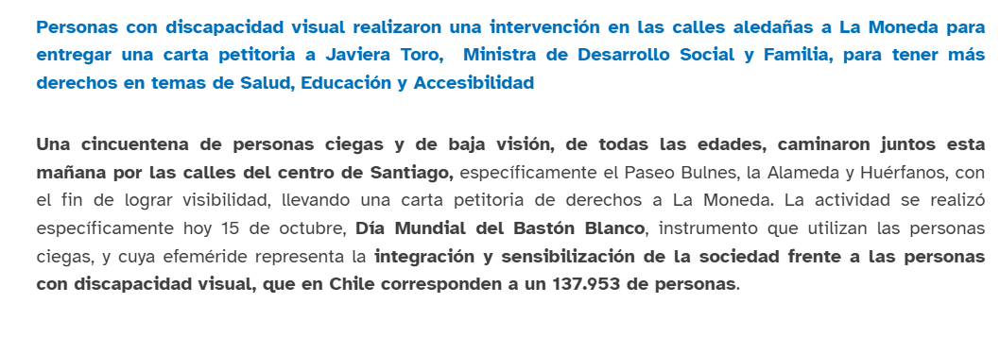 Personas con discapacidad visual realizaron una intervención en las calles aledañas a La Moneda para
entregar una carta petitoria a Javiera Toro, Ministra de Desarrollo Social y Familia, para tener más
derechos en temas de Salud, Educación y Accesibilidad
Una cincuentena de personas ciegas y de baja visión, de todas las edades, caminaron juntos esta
mañana por las calles del centro de Santiago, específicamente el Paseo Bulnes, la Alameda y Huérfanos, con
el fin de lograr visibilidad, llevando una carta petitoria de derechos a La Moneda. La actividad se realizó
específicamente hoy 15 de octubre, Día Mundial del Bastón Blanco, instrumento que utilizan las personas
ciegas, y cuya efeméride representa la integración y sensibilización de la sociedad frente a las personas
con discapacidad visual, que en Chile corresponden a un 137.953 de personas.